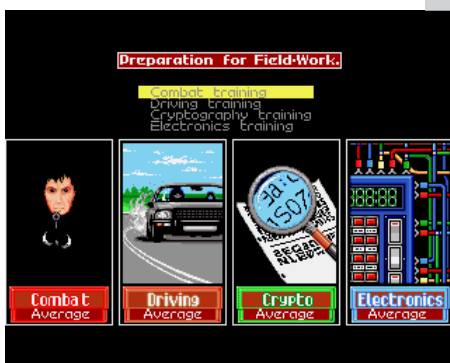 Preparation for Field-Work.
Combat training
Driving training
Cryptography training
Electronics training
Combat
Average
Driving
Average
Crypto
Average
Electronics
Average